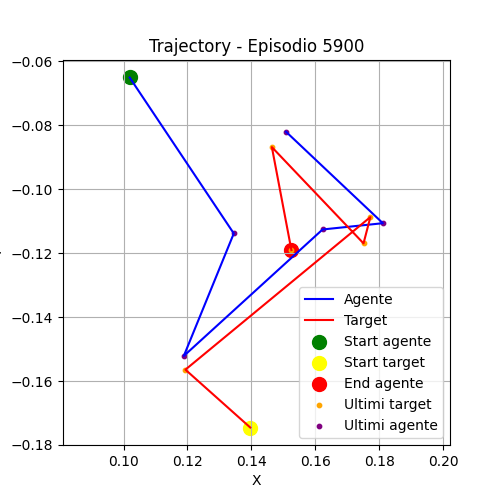 Trajectory - Episodio 5900
−0.06
−0.08
−0.10
−0.12
−0.14
−0.16
−0.18
Agente
Target
Start agente
Start target
End agente
Ultimi target
Ultimi agente
0.10 0.12 0.14 0.16 0.18 0.20
X